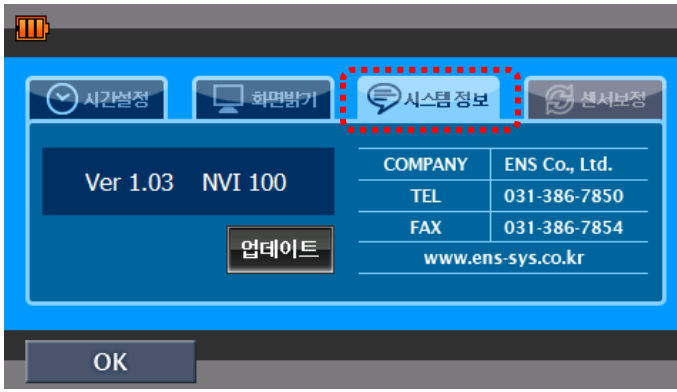 시간설정 화면밝기 시스템 정보 센서보정
Ver 1.03 NVI 100
업데이트
COMPANY ENS Co., Ltd.
TEL 031-386-7850
FAX 031-386-7854
www.ens-sys.co.kr
OK